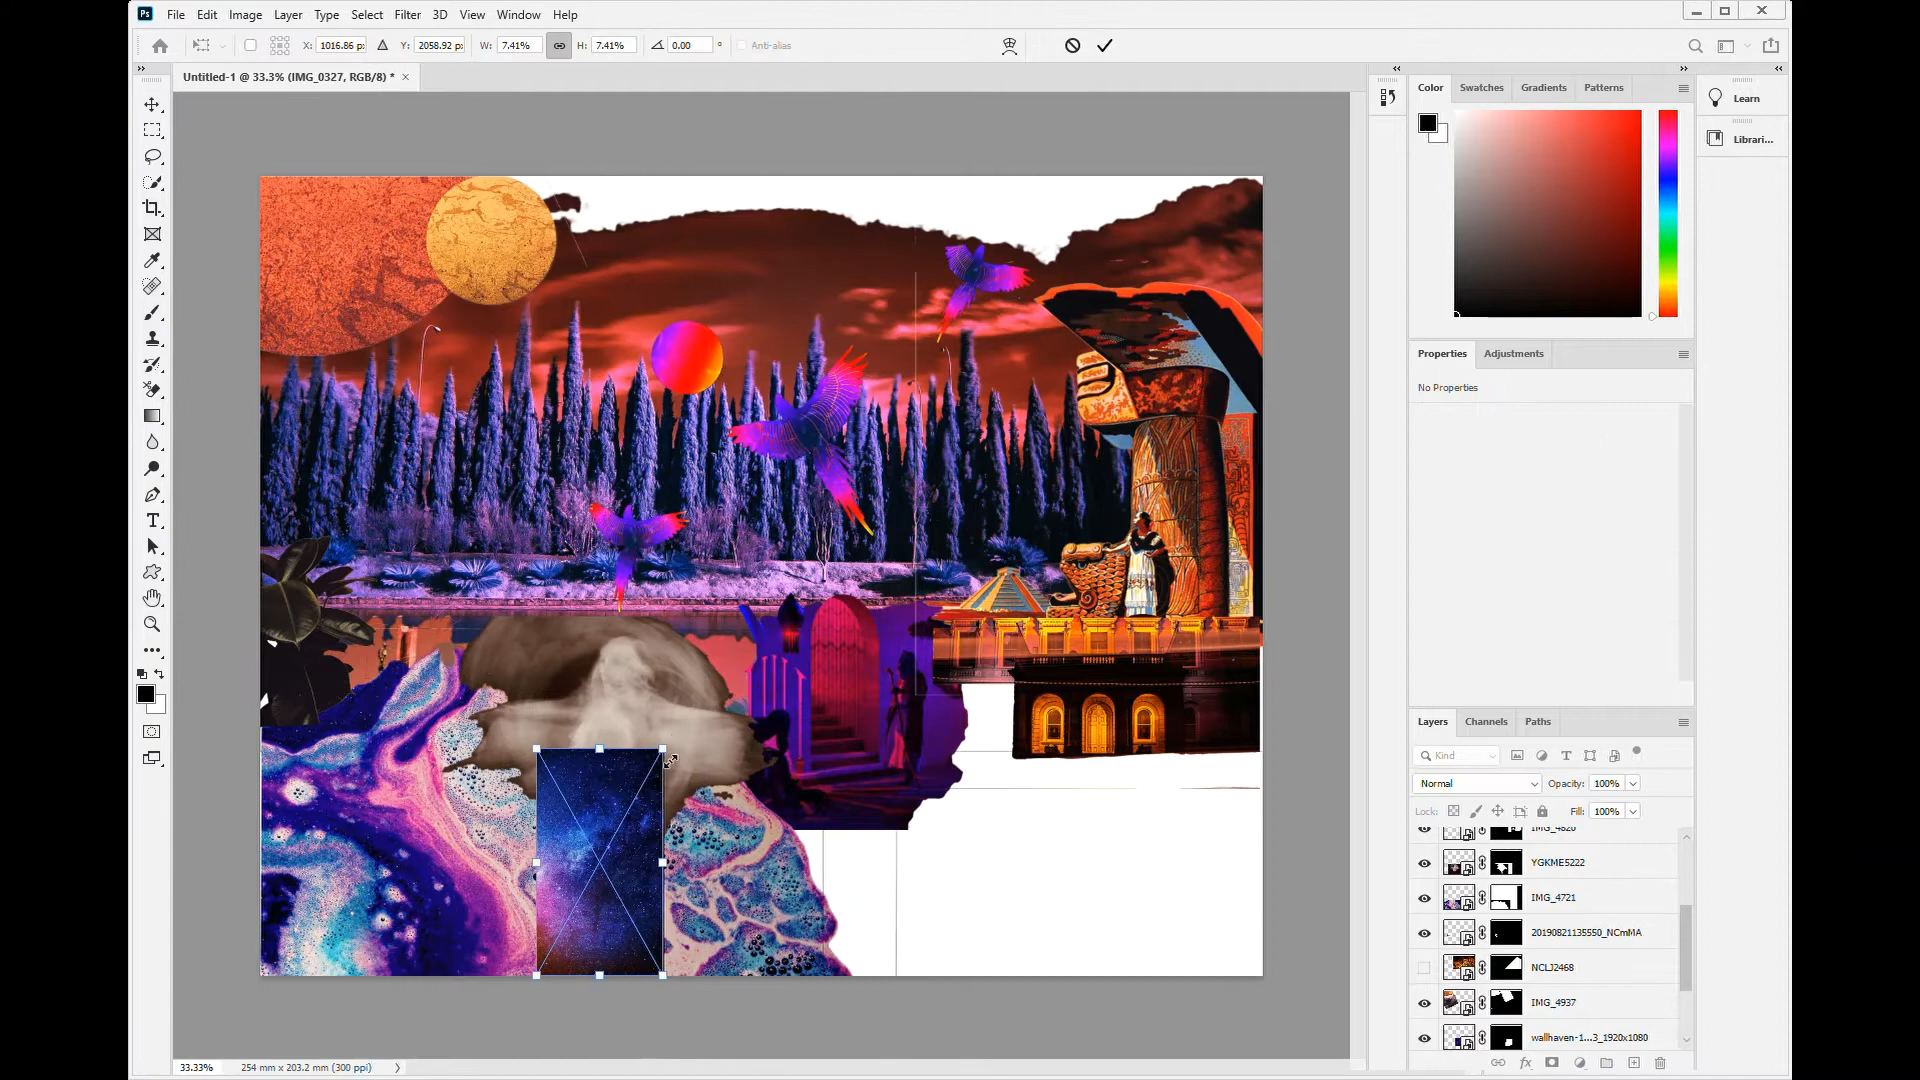 Ps File Edit Image Layer Type Select Filter 3D View Window Help
X: 1016.86 px Y: 2058.92 px W: 7.41% H: 7.41% 0.00 ° Anti-alias
Untitled-1 @ 33.3% (IMG_0327, RGB/8) * ×
Color Swatches Gradients Patterns
Learn
Librari...
Properties Adjustments
No Properties
Layers Channels Paths
Kind
Normal Opacity: 100%
Lock: Fill: 100%
IMG_4820
YGKME5222
IMG_4721
20190821135550_NCmMA
NCLJ2468
IMG_4937
wallhaven-1...3_1920x1080
33.33% 254 mm x 203.2 mm (300 ppi)